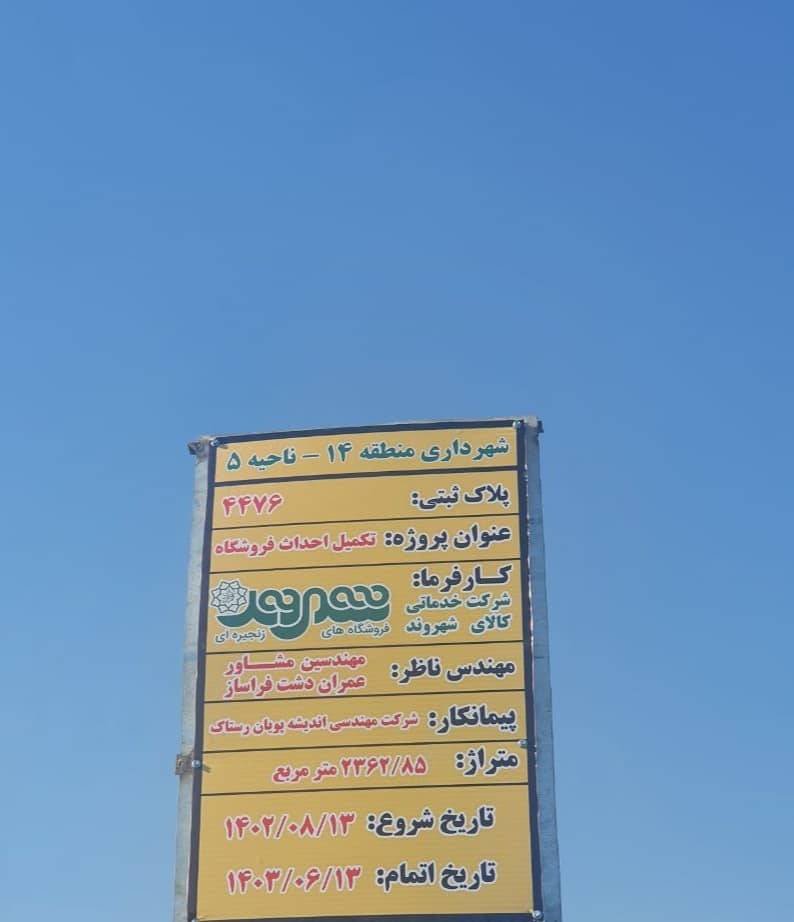 شهرداری منطقه ۱۴ – ناحیه ۵
پلاک ثبتی: ۴۴۷۶
عنوان پروژه: تکمیل احداث فروشگاه
کـارفرما:
شرکت خدماتی
کالای شهروند
شهروند
فروشگاه های زنجیره ای
مهندس ناظر: مهندسین مشـاور
عمران دشت فراساز
پیمانکار: شرکت مهندسی اندیشه پویان رستاک
متراژ: ۲۳۶۲/۸۵ متر مربع
تاریخ شروع: ۱۴۰۲/۰۸/۱۳
تاریخ اتمام: ۱۴۰۳/۰۶/۱۳